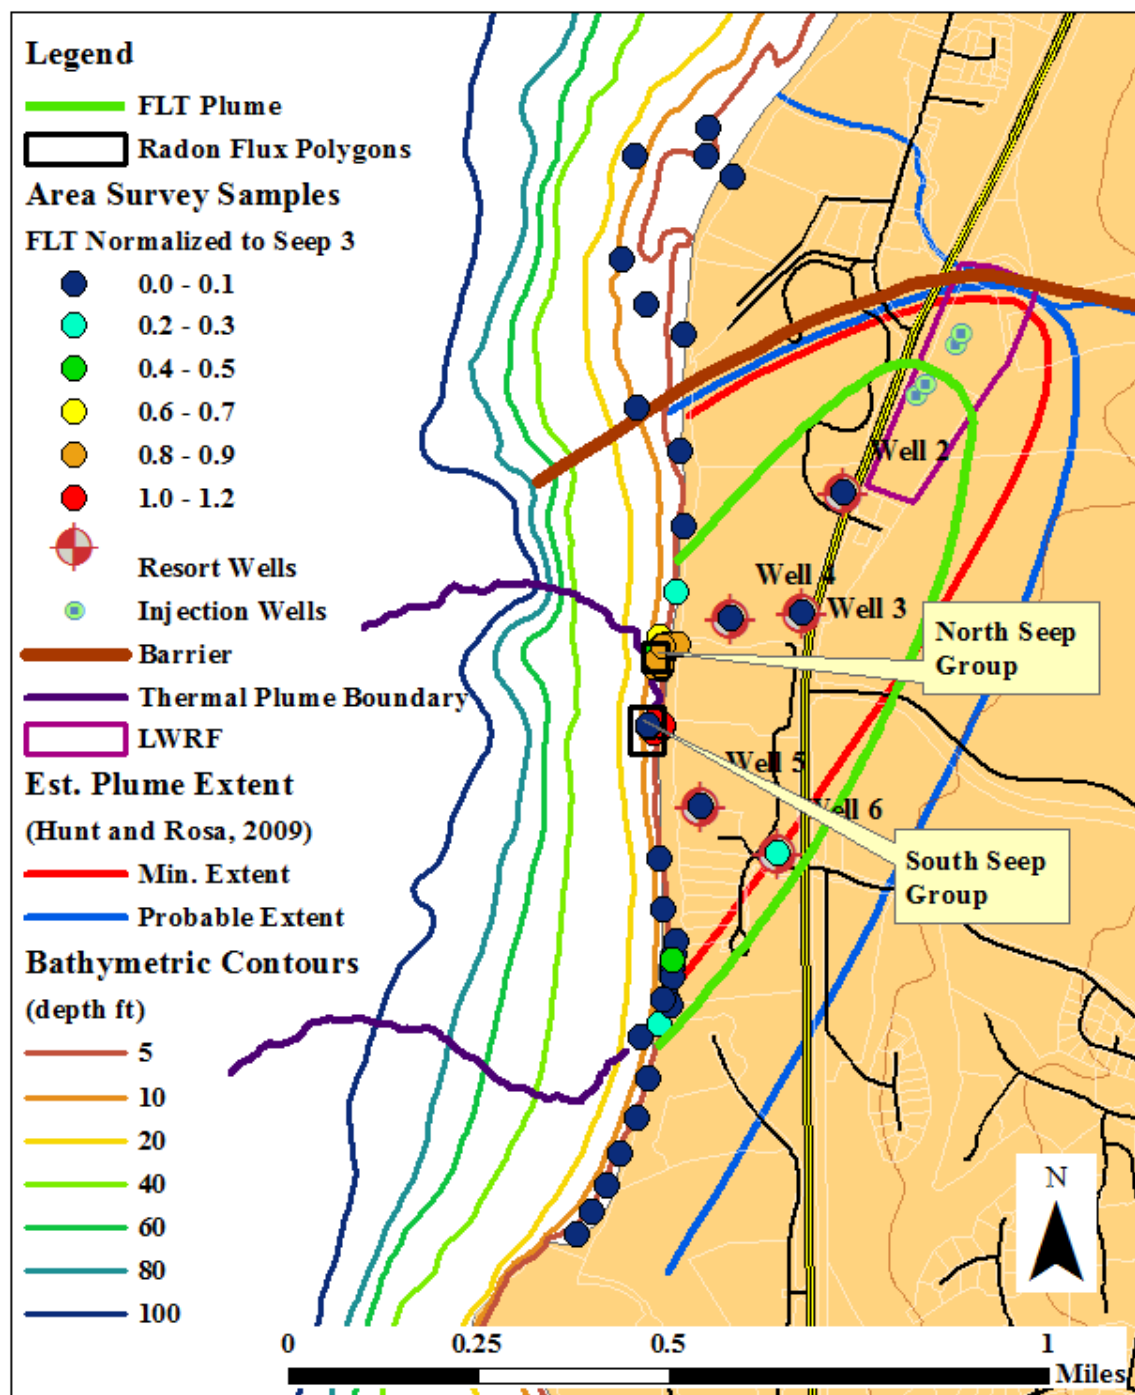 Legend
FLT Plume
Radon Flux Polygons
Area Survey Samples
FLT Normalized to Seep 3
0.0 - 0.1
0.2 - 0.3
0.4 - 0.5
0.6 - 0.7
0.8 - 0.9
1.0 - 1.2
Resort Wells
Injection Wells
Barrier
Thermal Plume Boundary
LWRF
Est. Plume Extent
(Hunt and Rosa, 2009)
Min. Extent
Probable Extent
Bathymetric Contours
(depth ft)
5
10
20
40
60
80
100
Well 2
Well 4
Well 3
North Seep
Group
Well 5
Well 6
South Seep
Group
N
0 0.25 0.5 1
Miles